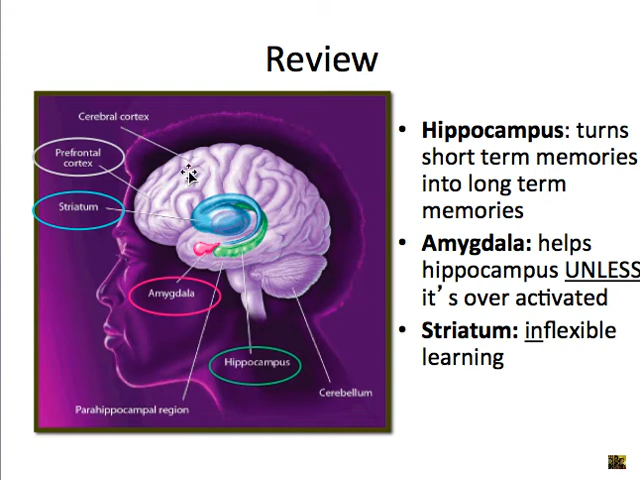 Review
Cerebral cortex
Prefrontal
cortex
Striatum
Amygdala
Hippocampus
Cerebellum
Parahippocampal region
• Hippocampus: turns
short term memories
into long term
memories
• Amygdala: helps
hippocampus UNLESS
it’s over activated
• Striatum: inflexible
learning